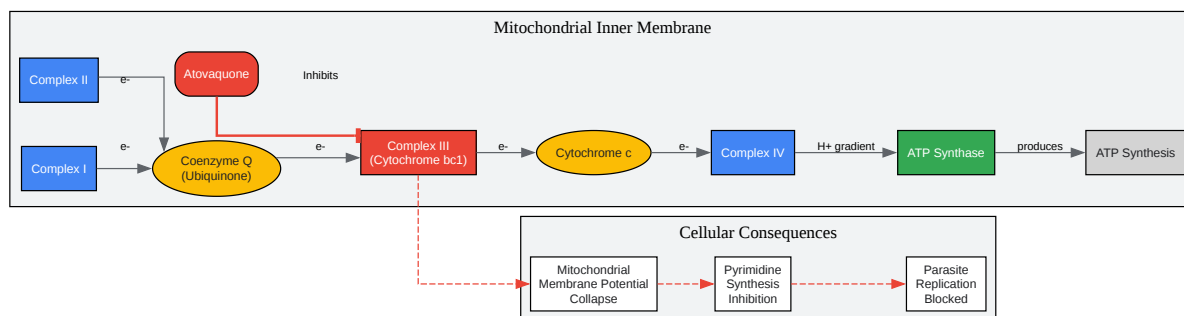 Mitochondrial Inner Membrane
Complex II
e-
Atovaquone
Inhibits
Complex I
e-
Coenzyme Q
(Ubiquinone)
e-
Complex III
(Cytochrome bc1)
e-
Cytochrome c
e-
Complex IV
H+ gradient
ATP Synthase
produces
ATP Synthesis
Cellular Consequences
Mitochondrial
Membrane Potential
Collapse
Pyrimidine
Synthesis
Inhibition
Parasite
Replication
Blocked